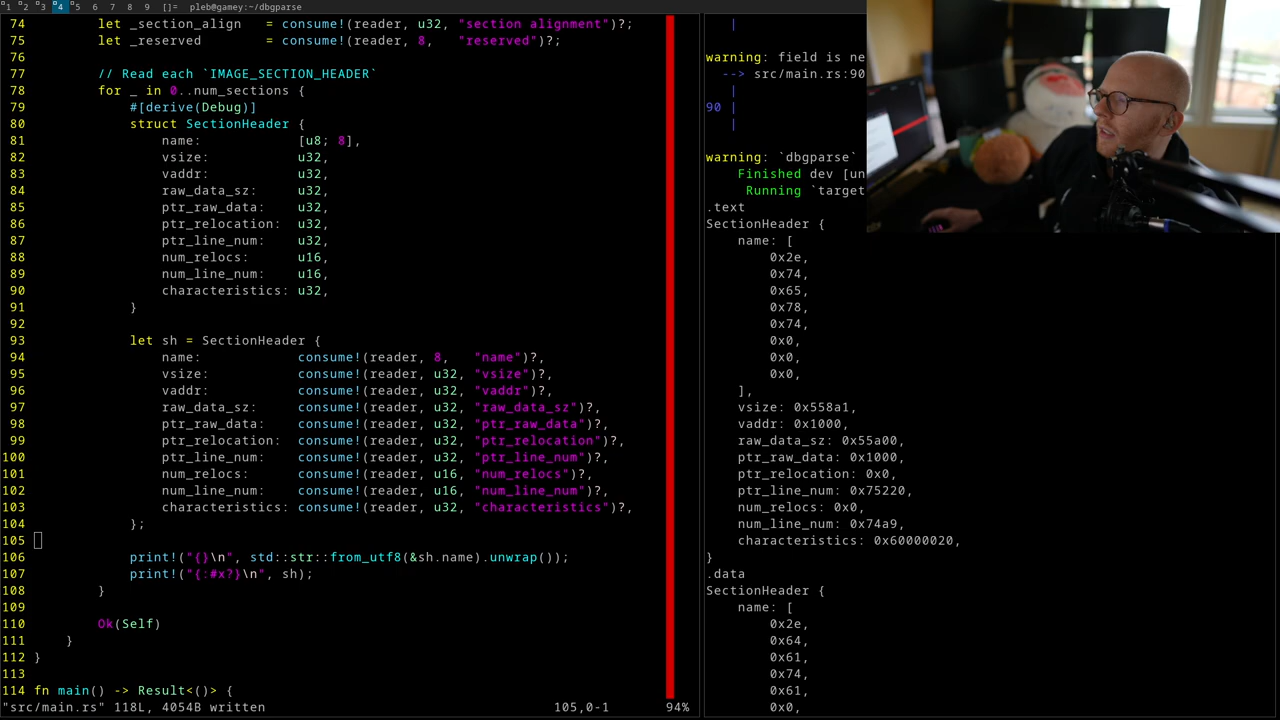 1 2 3 4 5 6 7 8 9 []= pleb@gamey:~/dbgparse
74 let _section_align = consume!(reader, u32, "section alignment")?;
75 let _reserved = consume!(reader, 8, "reserved")?;
76
77 // Read each `IMAGE_SECTION_HEADER`
78 for _ in 0..num_sections {
79 #[derive(Debug)]
80 struct SectionHeader {
81 name: [u8; 8],
82 vsize: u32,
83 vaddr: u32,
84 raw_data_sz: u32,
85 ptr_raw_data: u32,
86 ptr_relocation: u32,
87 ptr_line_num: u32,
88 num_relocs: u16,
89 num_line_num: u16,
90 characteristics: u32,
91 }
92
93 let sh = SectionHeader {
94 name: consume!(reader, 8, "name")?,
95 vsize: consume!(reader, u32, "vsize")?,
96 vaddr: consume!(reader, u32, "vaddr")?,
97 raw_data_sz: consume!(reader, u32, "raw_data_sz")?,
98 ptr_raw_data: consume!(reader, u32, "ptr_raw_data")?,
99 ptr_relocation: consume!(reader, u32, "ptr_relocation")?,
100 ptr_line_num: consume!(reader, u32, "ptr_line_num")?,
101 num_relocs: consume!(reader, u16, "num_relocs")?,
102 num_line_num: consume!(reader, u16, "num_line_num")?,
103 characteristics: consume!(reader, u32, "characteristics")?,
104 };
105
106 print!("{}\n", std::str::from_utf8(&sh.name).unwrap());
107 print!("{:#x?}\n", sh);
108 }
109
110 Ok(Self)
111 }
112 }
113
114 fn main() -> Result<()> {
"src/main.rs" 118L, 4054B written 105,0-1 94%
|
warning: field is ne
--> src/main.rs:90
|
90 |
|
warning: `dbgparse`
Finished dev [un
Running `target
.text
SectionHeader {
name: [
0x2e,
0x74,
0x65,
0x78,
0x74,
0x0,
0x0,
0x0,
],
vsize: 0x558a1,
vaddr: 0x1000,
raw_data_sz: 0x55a00,
ptr_raw_data: 0x1000,
ptr_relocation: 0x0,
ptr_line_num: 0x75220,
num_relocs: 0x0,
num_line_num: 0x74a9,
characteristics: 0x60000020,
}
.data
SectionHeader {
name: [
0x2e,
0x64,
0x61,
0x74,
0x61,
0x0,